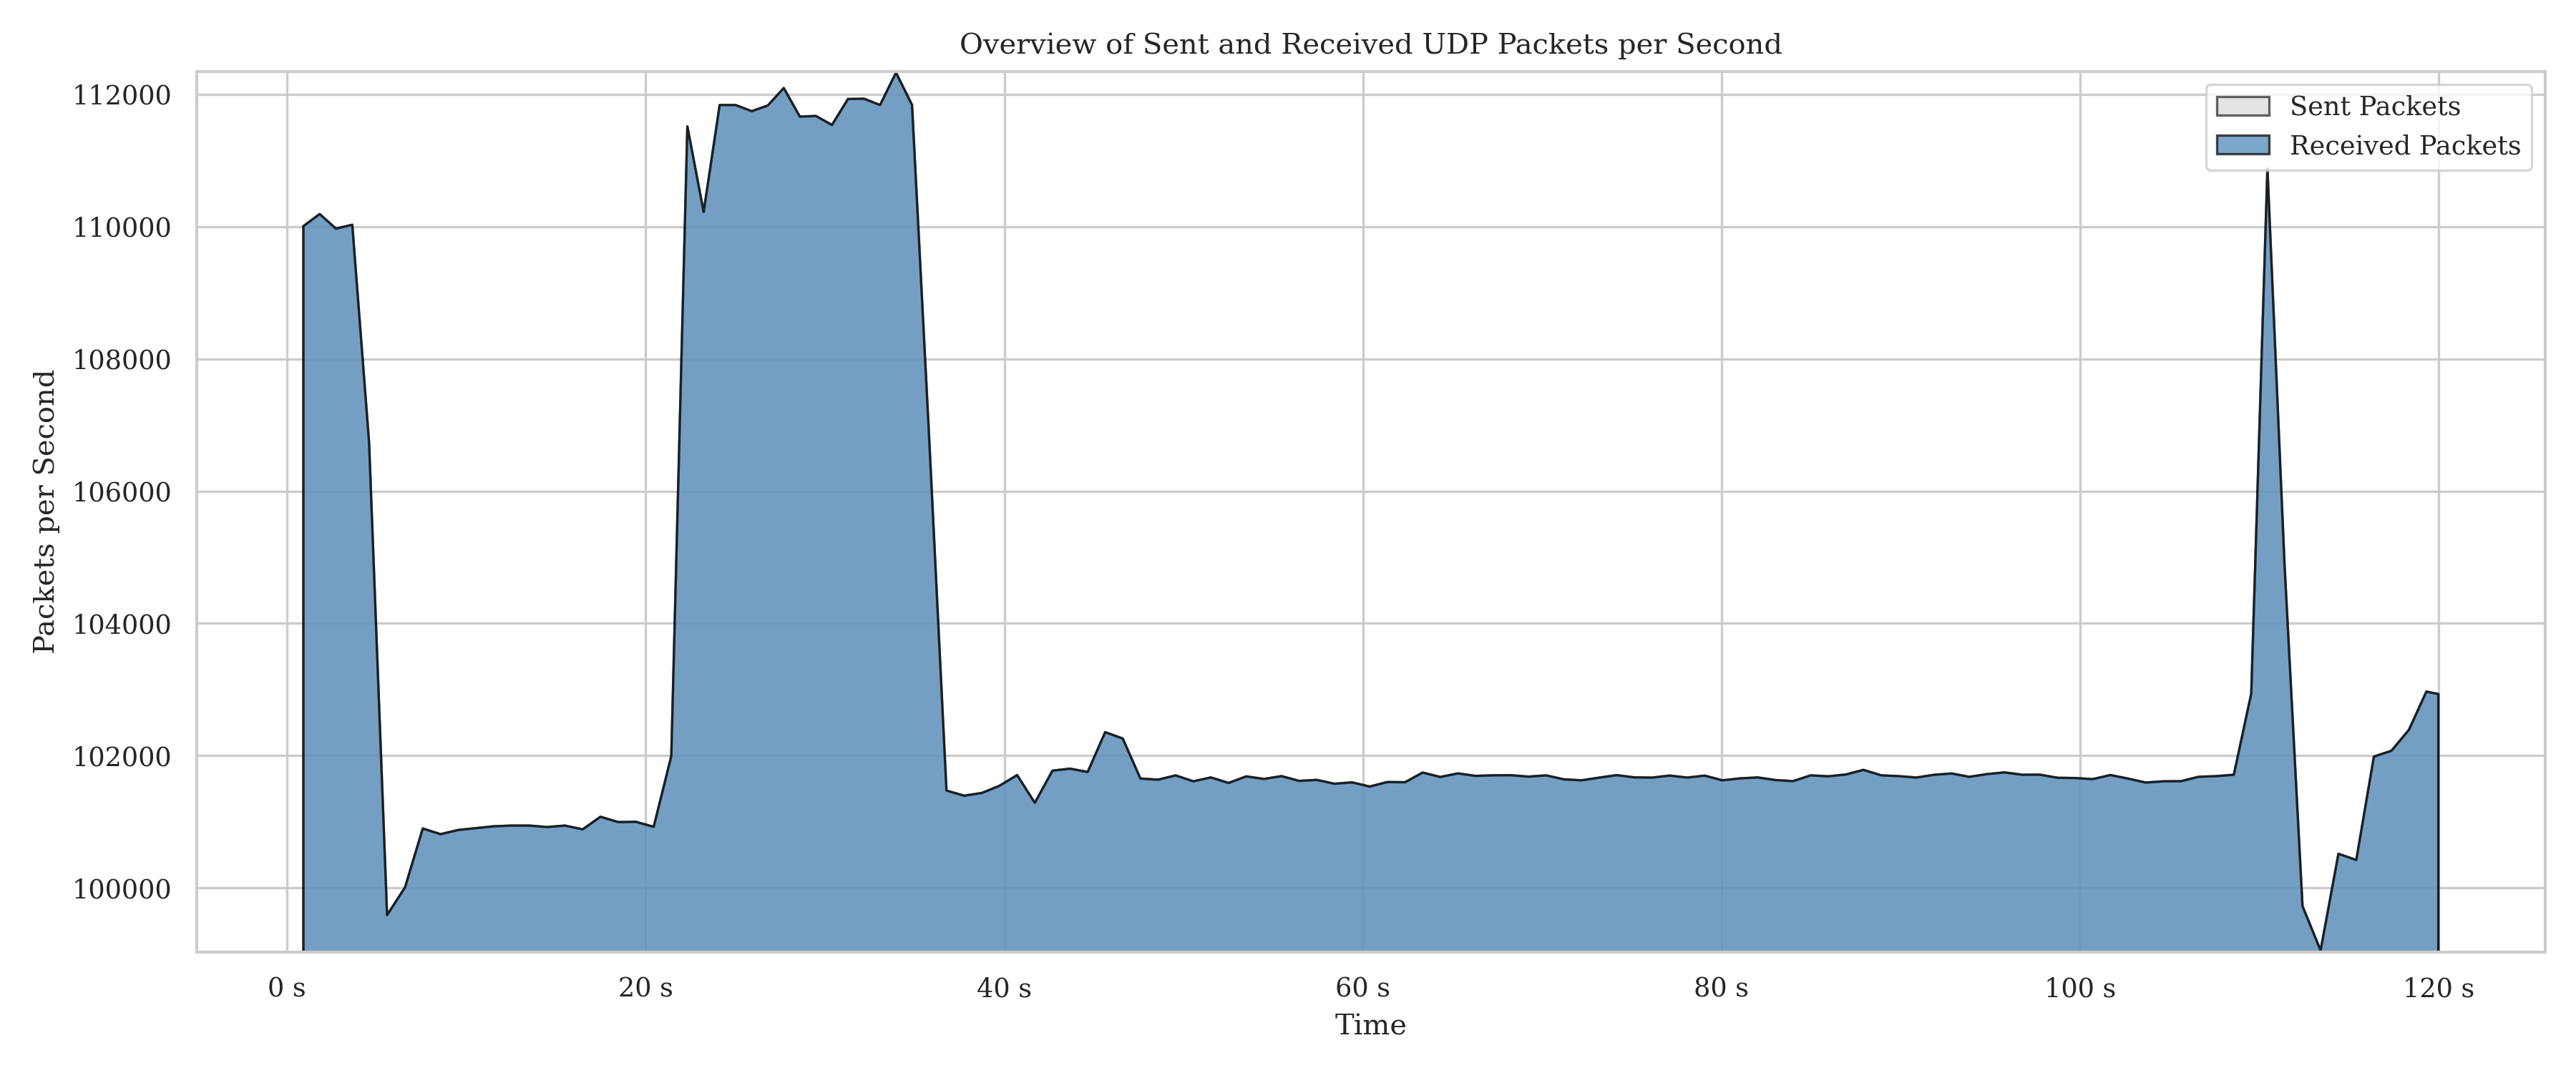 Overview of Sent and Received UDP Packets per Second
Sent Packets
Received Packets
Packets per Second
112000
110000
108000
106000
104000
102000
100000
0 s
20 s
40 s
60 s
80 s
100 s
120 s
Time